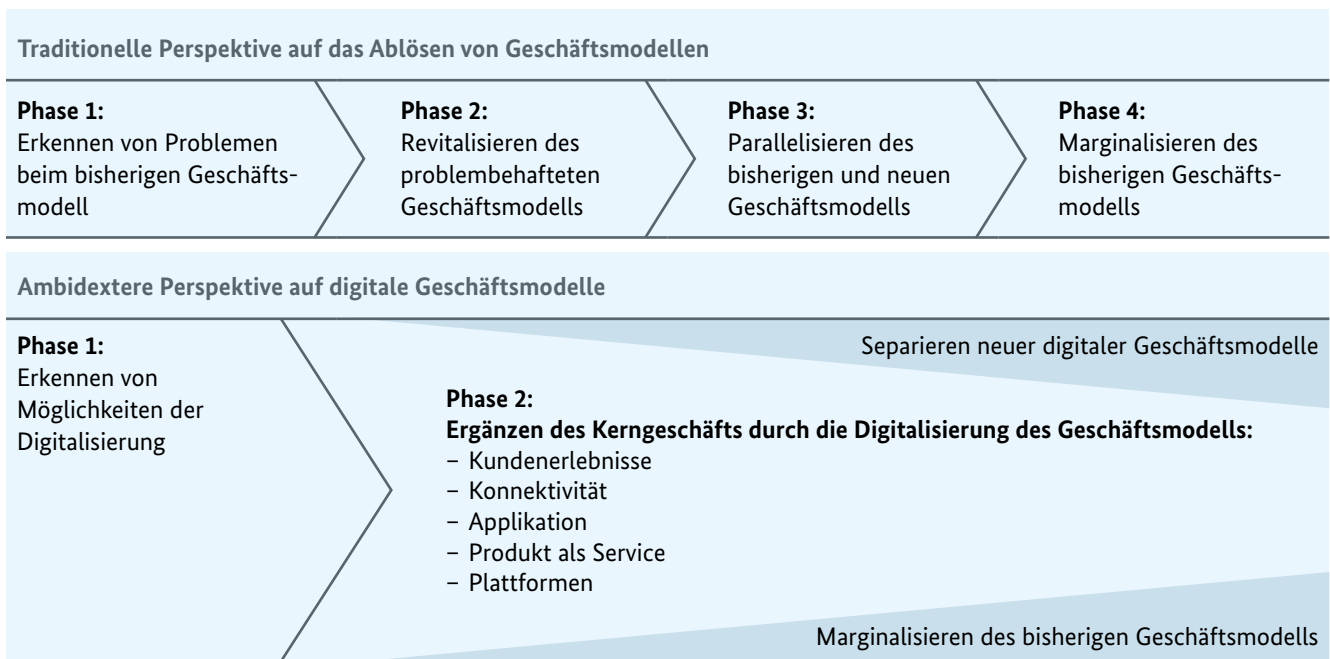 Traditionelle Perspektive auf das Ablösen von Geschäftsmodellen
Phase 1:
Erkennen von Problemen
beim bisherigen Geschäfts-
modell
Phase 2:
Revitalisieren des
problembehafteten
Geschäftsmodells
Phase 3:
Parallelisieren des
bisherigen und neuen
Geschäftsmodells
Phase 4:
Marginalisieren des
bisherigen Geschäfts-
modells
Ambidextere Perspektive auf digitale Geschäftsmodelle
Phase 1:
Erkennen von
Möglichkeiten der
Digitalisierung
Separieren neuer digitaler Geschäftsmodelle
Phase 2:
Ergänzen des Kerngeschäfts durch die Digitalisierung des Geschäftsmodells:
– Kundenerlebnisse
– Konnektivität
– Applikation
– Produkt als Service
– Plattformen
Marginalisieren des bisherigen Geschäftsmodells